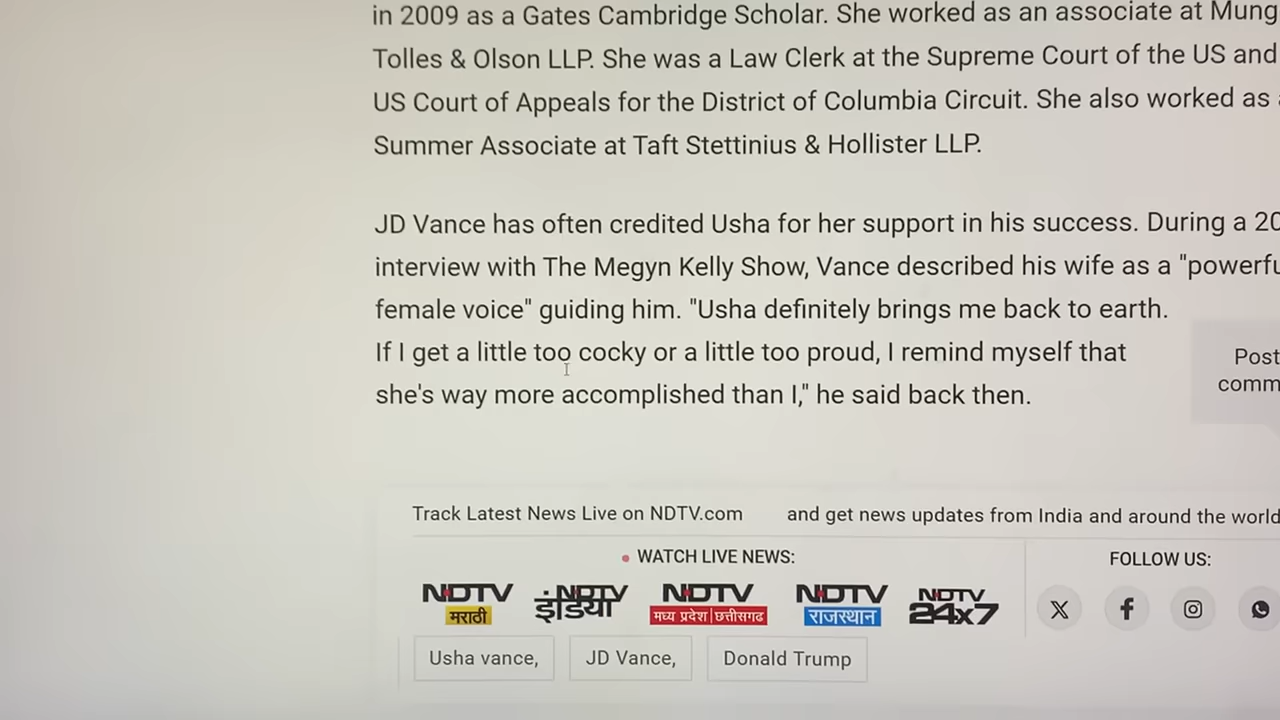 in 2009 as a Gates Cambridge Scholar. She worked as an associate at Mung
Tolles & Olson LLP. She was a Law Clerk at the Supreme Court of the US and
US Court of Appeals for the District of Columbia Circuit. She also worked as
Summer Associate at Taft Stettinius & Hollister LLP.
JD Vance has often credited Usha for her support in his success. During a 20
interview with The Megyn Kelly Show, Vance described his wife as a "powerfu
female voice" guiding him. "Usha definitely brings me back to earth.
If I get a little too cocky or a little too proud, I remind myself that
she's way more accomplished than I," he said back then.
Post
comm
Track Latest News Live on NDTV.com and get news updates from India and around the world
WATCH LIVE NEWS:
FOLLOW US:
NDTV मराठी
NDTV इंडिया
NDTV मध्य प्रदेश|छत्तीसगढ
NDTV राजस्थान
NDTV 24x7
Usha vance, JD Vance, Donald Trump